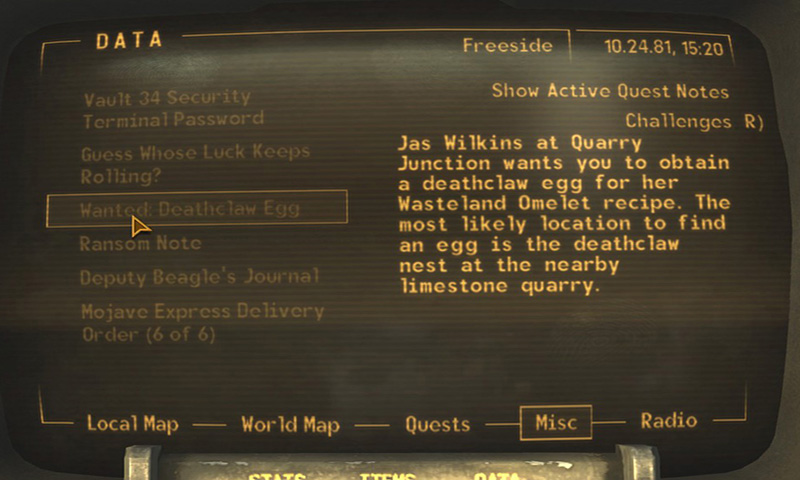 DATA
Freeside
10.24.81, 15:20
Show Active Quest Notes
Challenges R)
Vault 34 Security
Terminal Password
Guess Whose Luck Keeps
Rolling?
Wanted: Deathclaw Egg
Ransom Note
Deputy Beagle's Journal
Mojave Express Delivery
Order (6 of 6)
Jas Wilkins at Quarry
Junction wants you to obtain
a deathclaw egg for her
Wasteland Omelet recipe. The
most likely location to find
an egg is the deathclaw
nest at the nearby
limestone quarry.
Local Map
World Map
Quests
Misc
Radio
STATS
ITEMS
DATA